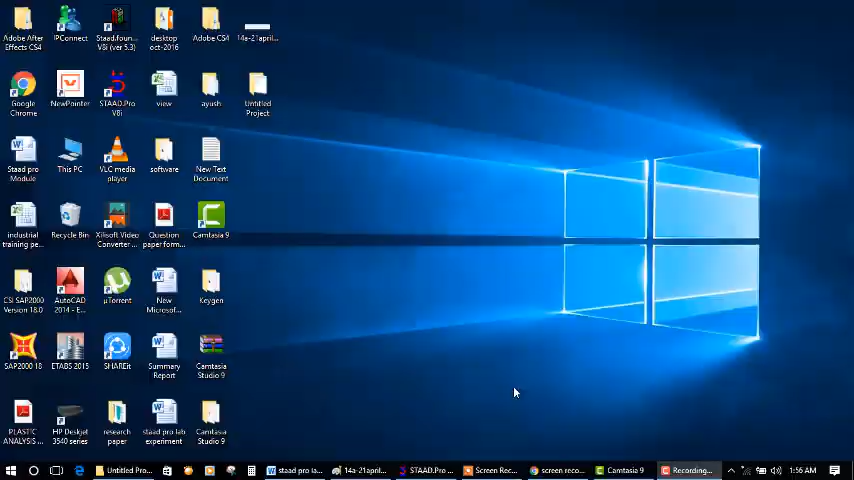 Adobe After
Effects CS4
IPConnect
Staad.foun...
V8i (ver 5.3)
desktop
oct-2016
Adobe CS4
14a-21april...
Google
Chrome
NewPointer
STAAD.Pro
V8i
view
ayush
Untitled
Project
Staad pro
Module
This PC
VLC media
player
software
New Text
Document
industrial
training pe...
Recycle Bin
Xilisoft Video
Converter ...
Question
paper form...
Camtasia 9
CSI SAP2000
Version 18.0
AutoCAD
2014 - E...
µTorrent
New
Microsof...
Keygen
SAP2000 18
ETABS 2015
SHAREit
Summary
Report
Camtasia
Studio 9
PLASTIC
ANALYSIS ...
HP Deskjet
3540 series
research
paper
staad pro lab
experiment
Camtasia
Studio 9
Untitled Pro...
staad pro la...
14a-21april...
STAAD.Pro ...
Screen Rec...
screen reco...
Camtasia 9
Recording...
1:56 AM